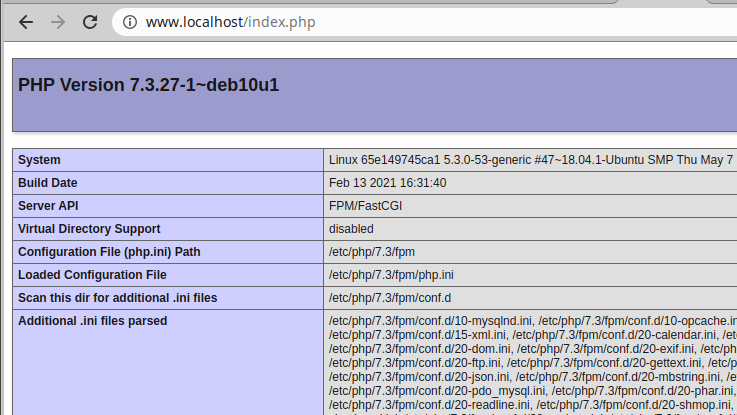 www.localhost/index.php
PHP Version 7.3.27-1~deb10u1
System Linux 65e149745ca1 5.3.0-53-generic #47~18.04.1-Ubuntu SMP Thu May 7
Build Date Feb 13 2021 16:31:40
Server API FPM/FastCGI
Virtual Directory Support disabled
Configuration File (php.ini) Path /etc/php/7.3/fpm
Loaded Configuration File /etc/php/7.3/fpm/php.ini
Scan this dir for additional .ini files /etc/php/7.3/fpm/conf.d
Additional .ini files parsed /etc/php/7.3/fpm/conf.d/10-mysqlnd.ini, /etc/php/7.3/fpm/conf.d/10-opcache.in
/etc/php/7.3/fpm/conf.d/15-xml.ini, /etc/php/7.3/fpm/conf.d/20-calendar.ini, /etc
/etc/php/7.3/fpm/conf.d/20-dom.ini, /etc/php/7.3/fpm/conf.d/20-exif.ini, /etc/php
/etc/php/7.3/fpm/conf.d/20-ftp.ini, /etc/php/7.3/fpm/conf.d/20-gettext.ini, /etc/p
/etc/php/7.3/fpm/conf.d/20-json.ini, /etc/php/7.3/fpm/conf.d/20-mbstring.ini, /e
/etc/php/7.3/fpm/conf.d/20-pdo_mysql.ini, /etc/php/7.3/fpm/conf.d/20-phar.ini,
/etc/php/7.3/fpm/conf.d/20-readline.ini, /etc/php/7.3/fpm/conf.d/20-shmop.ini,